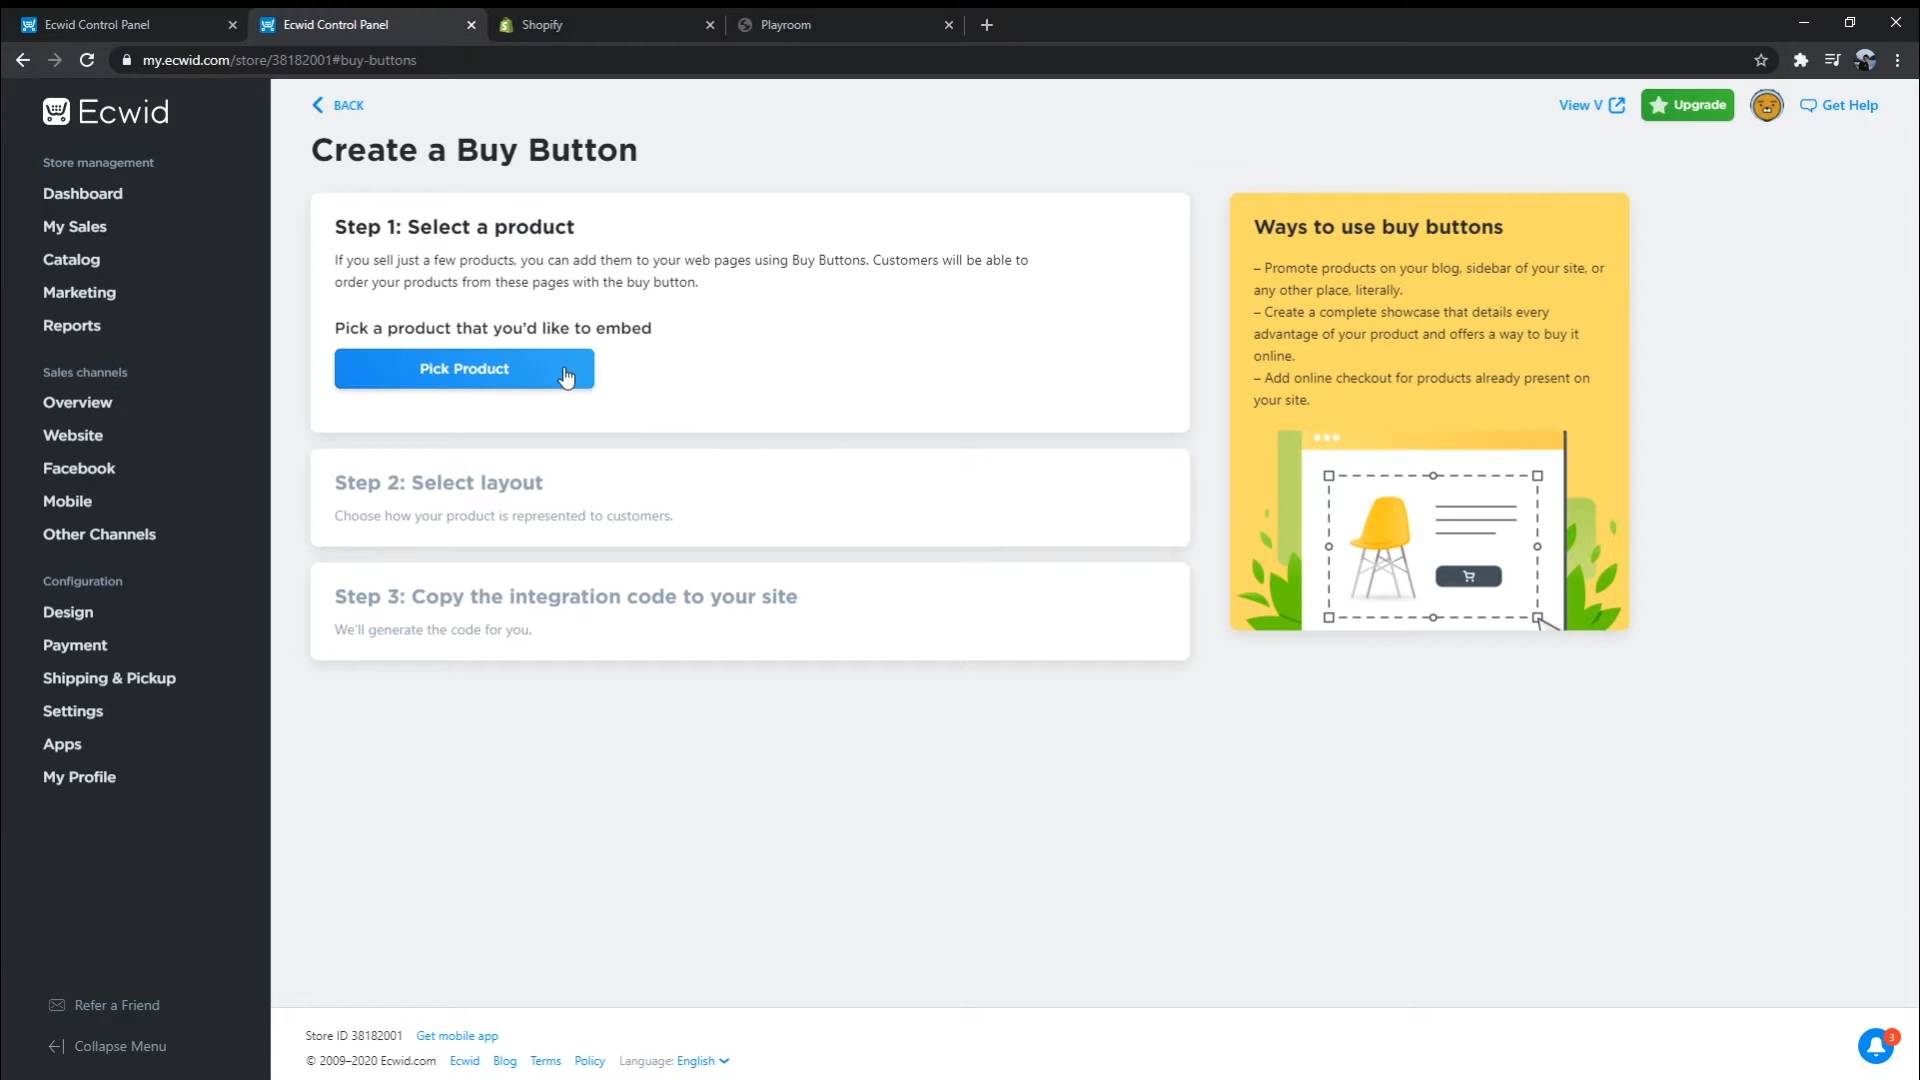 Ecwid Control Panel
Ecwid Control Panel
Shopify
Playroom
my.ecwid.com/store/38182001#buy-buttons
Ecwid
Store management
Dashboard
My Sales
Catalog
Marketing
Reports
Sales channels
Overview
Website
Facebook
Mobile
Other Channels
Configuration
Design
Payment
Shipping & Pickup
Settings
Apps
My Profile
Refer a Friend
Collapse Menu
BACK
View V
Upgrade
Get Help
Create a Buy Button
Step 1: Select a product
If you sell just a few products, you can add them to your web pages using Buy Buttons. Customers will be able to
order your products from these pages with the buy button.
Pick a product that you'd like to embed
Pick Product
Step 2: Select layout
Choose how your product is represented to customers.
Step 3: Copy the integration code to your site
We'll generate the code for you.
Ways to use buy buttons
– Promote products on your blog, sidebar of your site, or
any other place, literally.
– Create a complete showcase that details every
advantage of your product and offers a way to buy it
online.
– Add online checkout for products already present on
your site.
Store ID 38182001 Get mobile app
© 2009–2020 Ecwid.com Ecwid Blog Terms Policy Language: English
3